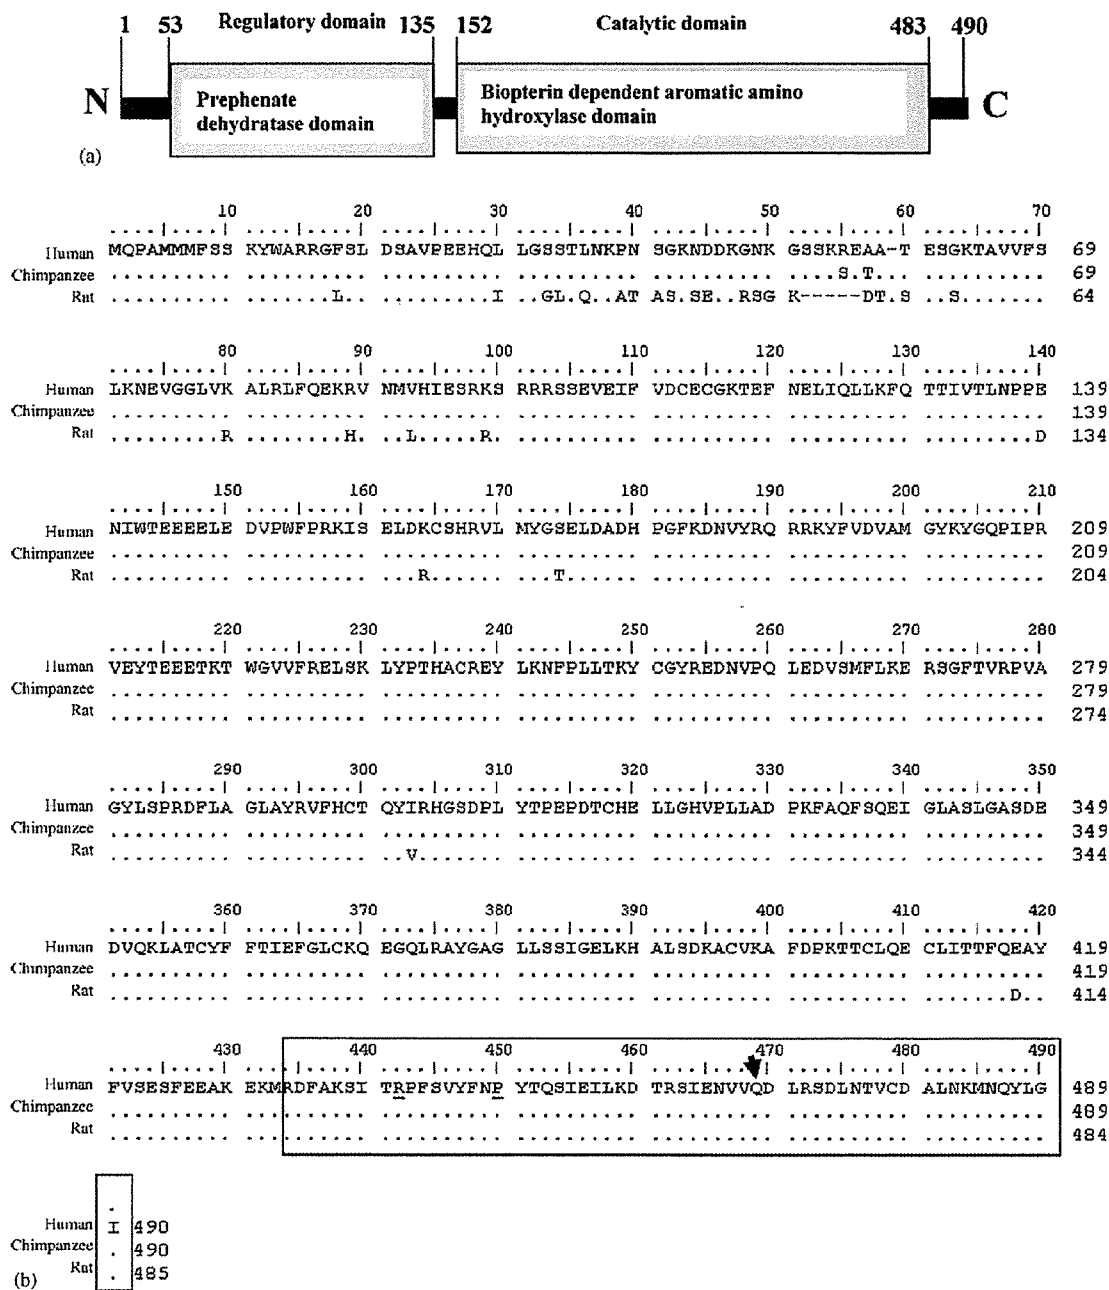 1 53 Regulatory domain 135 152 Catalytic domain 483 490
N Prephenate dehydratase domain Biopterin dependent aromatic amino hydroxylase domain C
(a)
10 20 30 40 50 60 70
Human MQPAMMMFSS KYWARRGFSL DSAVPEEHQL LGSSTLNKPN SGKNDDKGNK GSSKREAA-T ESGKTAVVFS 69
Chimpanzee .......... .......... .......... .......... .......... ....S.T... .......... 69
Rat .......... .......L.. .........I ..GL.Q..AT AS.SE..RSG K-----DT.S ..S....... 64
80 90 100 110 120 130 140
Human LKNEVGGLVK ALRLFQEKRV NMVHIESRKS RRRSSEVEIF VDCECGKTEF NELIQLLKFQ TTIVTLNPPE 139
Chimpanzee .......... .......... .......... .......... .......... .......... .......... 139
Rat .........R ........H. ..L.....R. .......... .......... .......... .........D 134
150 160 170 180 190 200 210
Human NIWTEEEELE DVPWFPRKIS ELDKCSHRVL MYGSELDADH PGFKDNVYRQ RRKYFVDVAM GYKYGQPIPR 209
Chimpanzee .......... .......... .......... .......... .......... .......... .......... 209
Rat .......... .......... ...R...... ...T...... .......... .......... .......... 204
220 230 240 250 260 270 280
Human VEYTEEETKT WGVVFRELSK LYPTHACREY LKNFPLLTKY CGYREDNVPQ LEDVSMFLKE RSGFTVRPVA 279
Chimpanzee .......... .......... .......... .......... .......... .......... .......... 279
Rat .......... .......... .......... .......... .......... .......... .......... 274
290 300 310 320 330 340 350
Human GYLSPRDFLA GLAYRVFHCT QYIRHGSDPL YTPEPDTCHE LLGHVPLLAD PKFAQFSQEI GLASLGASDE 349
Chimpanzee .......... .......... .......... .......... .......... .......... .......... 349
Rat .......... .......... ..V....... .......... .......... .......... .......... 344
360 370 380 390 400 410 420
Human DVQKLATCYF FTIEFGLCKQ EGQLRAYGAG LLSSIGELKH ALSDKACVKA FDPKTTCLQE CLITTFQEAY 419
Chimpanzee .......... .......... .......... .......... .......... .......... .......... 419
Rat .......... .......... .......... .......... .......... .......... .......D.. 414
430 440 450 460 470 480 490
Human FVSESFEEAK EKMRDFAKSI TRPFSVYFNP YTQSIEILKD TRSIENVVQD LRSDLNTVCD ALNKMNQYLG 489
Chimpanzee .......... .......... .......... .......... .......... .......... .......... 489
Rat .......... .......... .......... .......... .......... .......... .......... 484
Human I 490
Chimpanzee . 490
Rat . 485
(b)